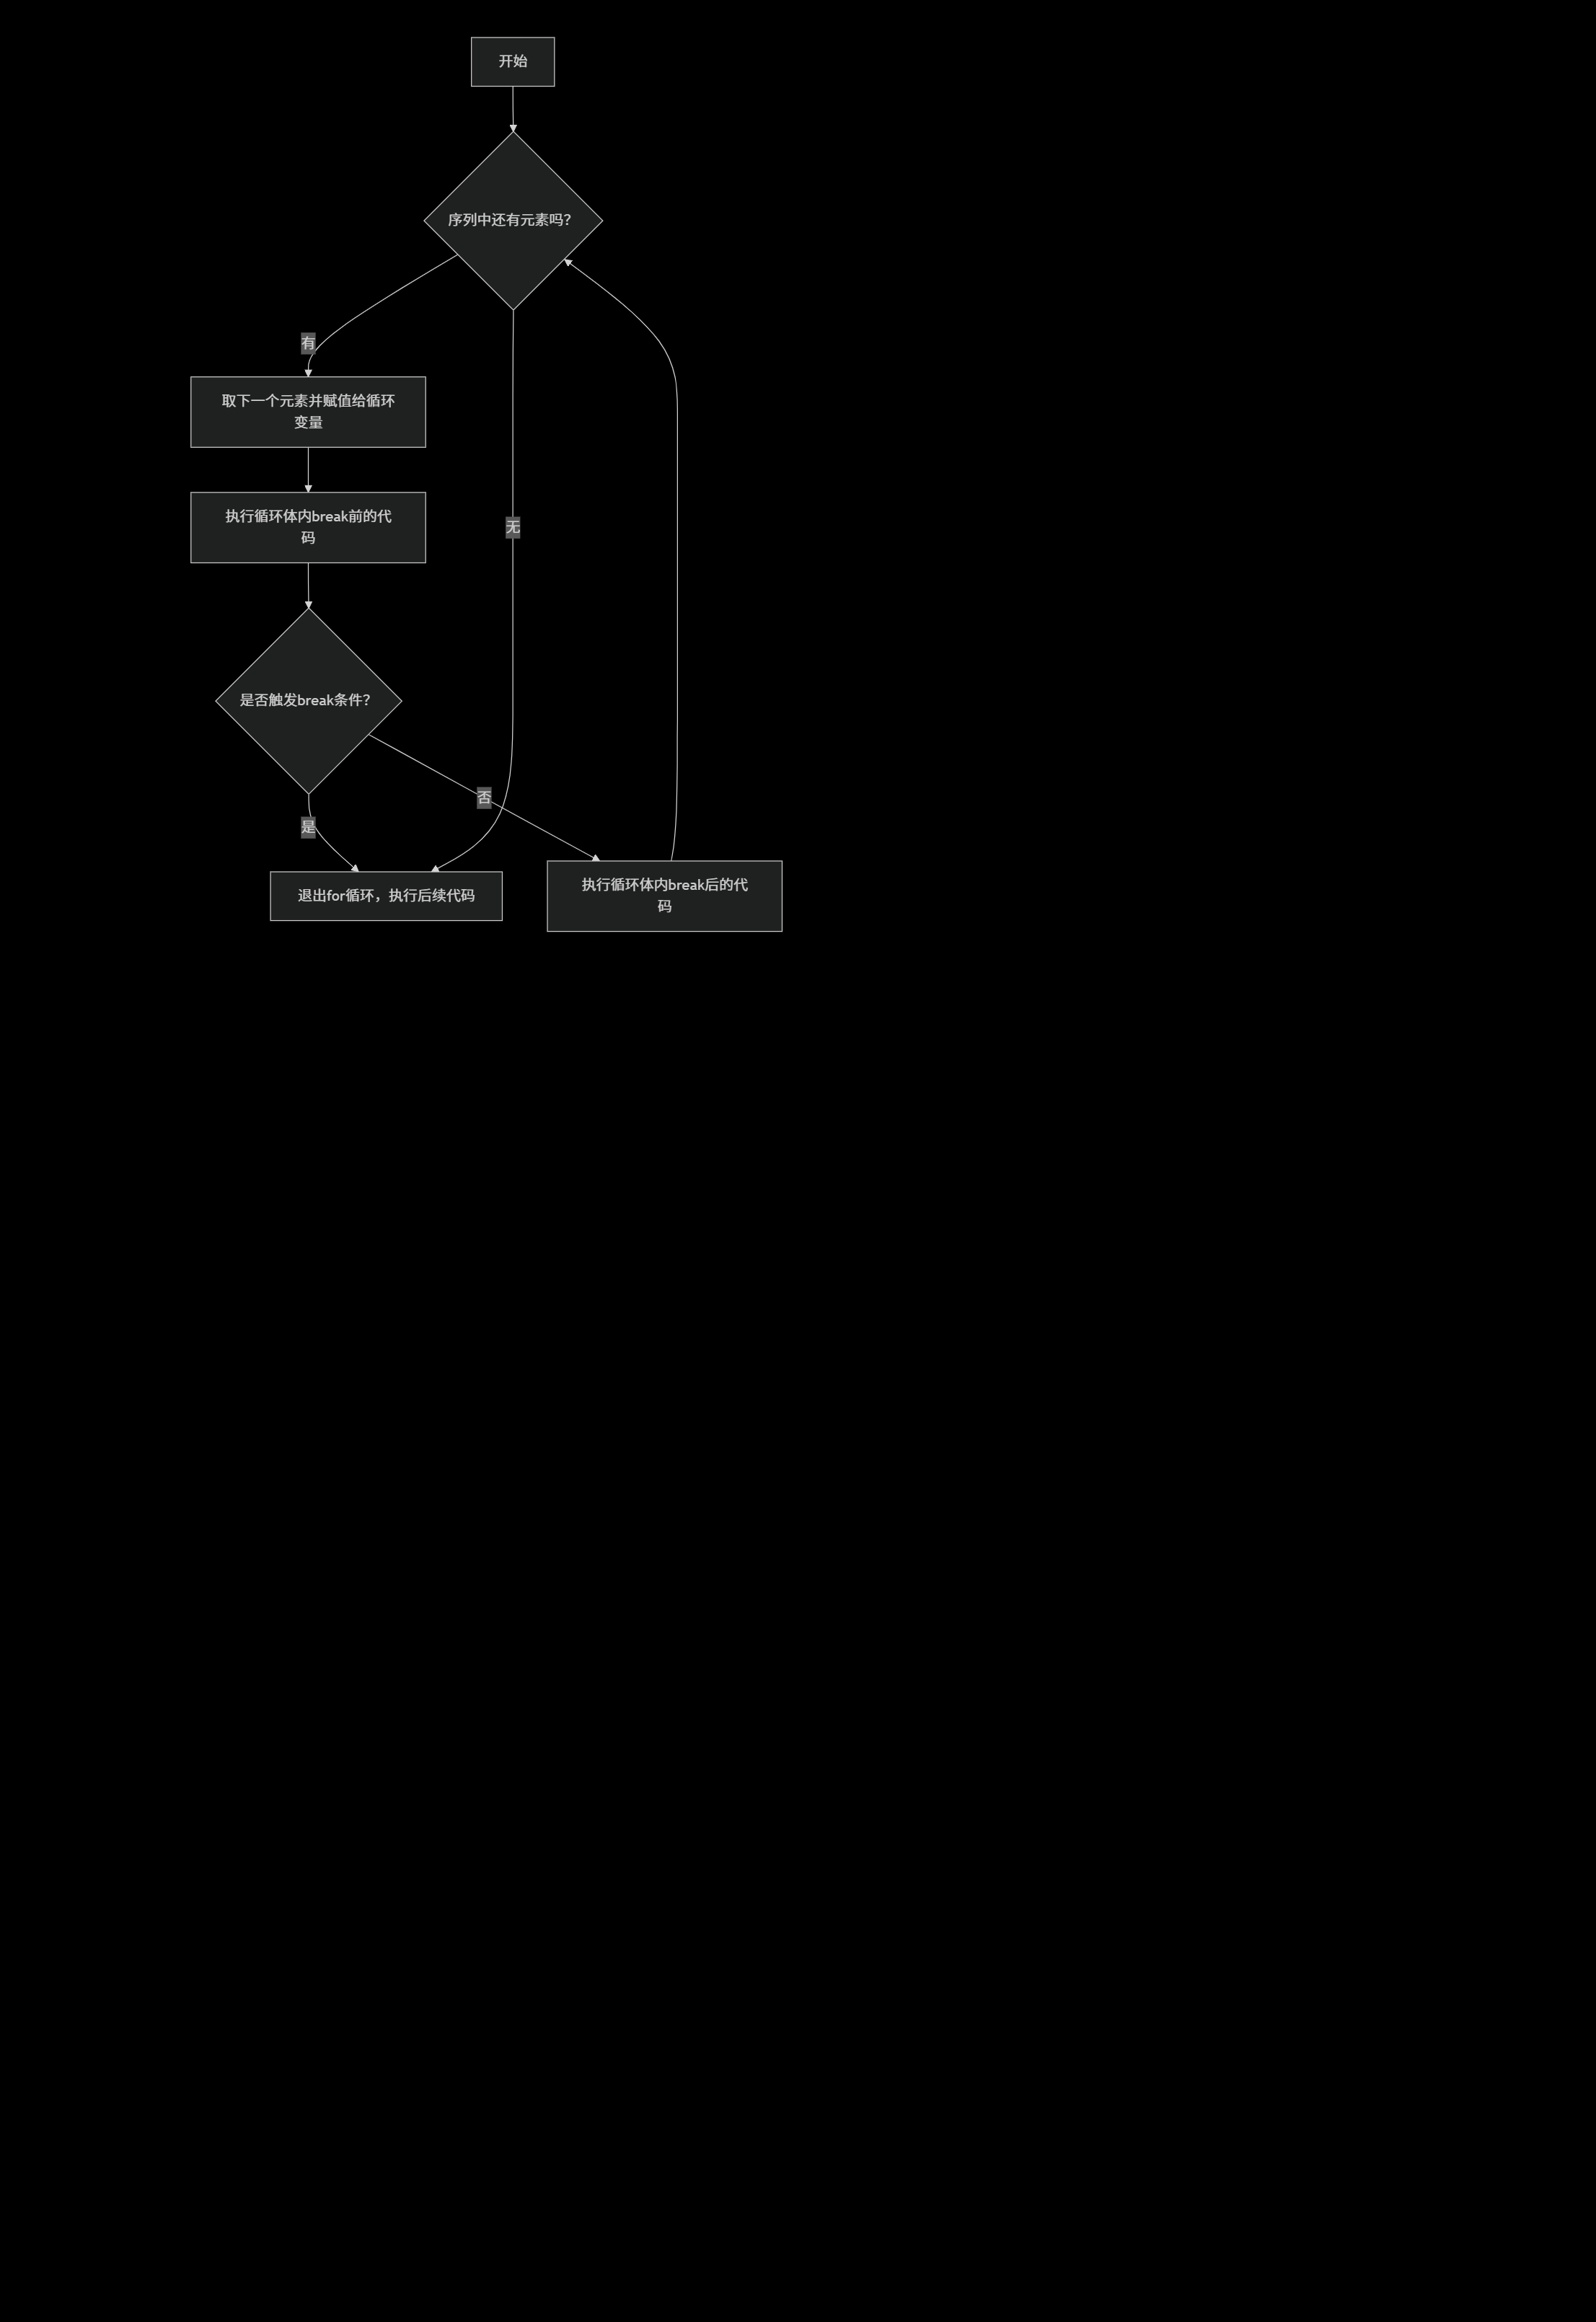 开始
序列中还有元素吗？
有
取下一个元素并赋值给循环
变量
执行循环体内break前的代
码
无
是否触发break条件？
否
是
退出for循环，执行后续代码
执行循环体内break后的代
码